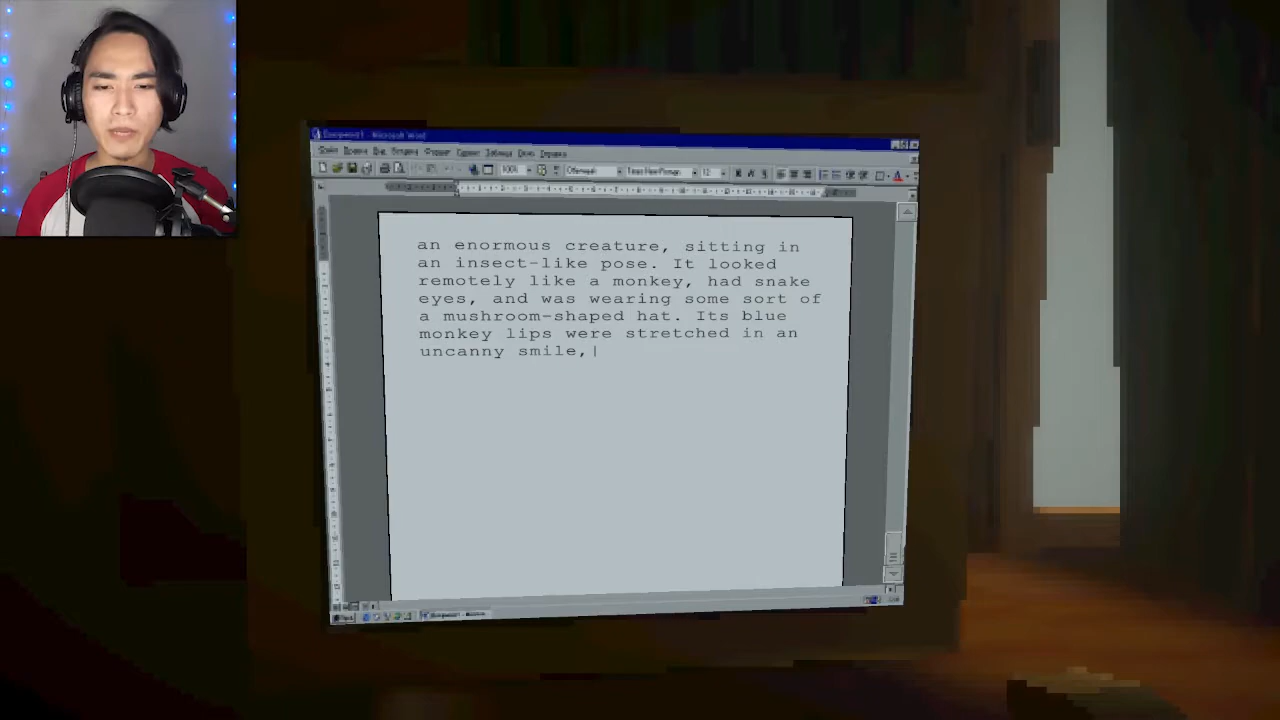 an enormous creature, sitting in
an insect-like pose. It looked
remotely like a monkey, had snake
eyes, and was wearing some sort of
a mushroom-shaped hat. Its blue
monkey lips were stretched in an
uncanny smile,